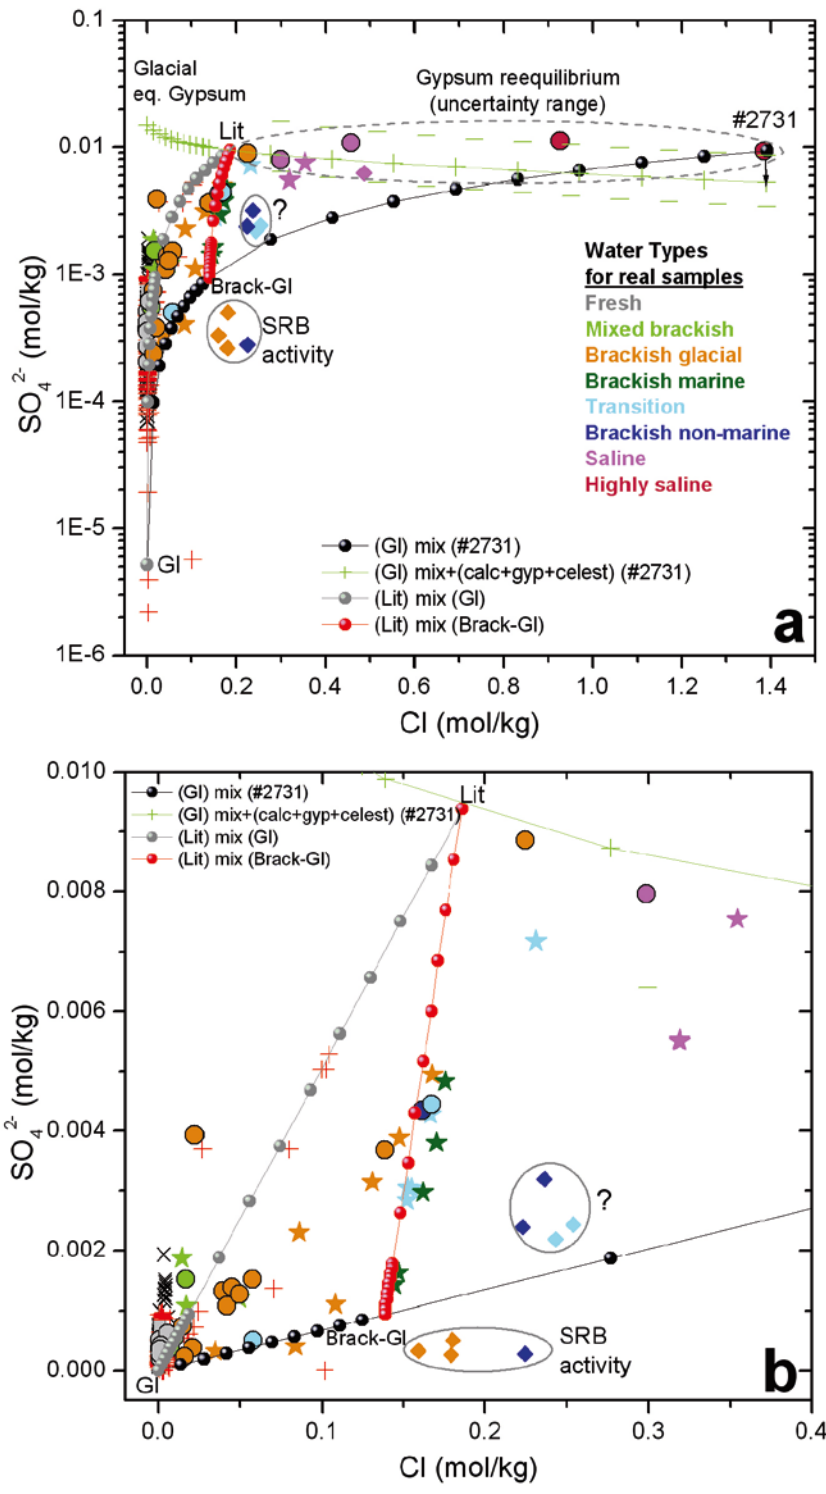 0.1
0.01
1E-3
1E-4
1E-5
1E-6
SO₄²⁻ (mol/kg)
Glacial
eq. Gypsum
Lit
Gypsum reequilibrium
(uncertainty range)
#2731
?
Brack-Gl
SRB
activity
Gl
Water Types
for real samples
Fresh
Mixed brackish
Brackish glacial
Brackish marine
Transition
Brackish non-marine
Saline
Highly saline
(Gl) mix (#2731)
(Gl) mix+(calc+gyp+celest) (#2731)
(Lit) mix (Gl)
(Lit) mix (Brack-Gl)
a
0.0 0.2 0.4 0.6 0.8 1.0 1.2 1.4
Cl (mol/kg)
0.010
0.008
0.006
0.004
0.002
0.000
SO₄²⁻ (mol/kg)
(Gl) mix (#2731)
(Gl) mix+(calc+gyp+celest) (#2731)
(Lit) mix (Gl)
(Lit) mix (Brack-Gl)
Lit
?
Brack-Gl
SRB
activity
Gl
b
0.0 0.1 0.2 0.3 0.4
Cl (mol/kg)